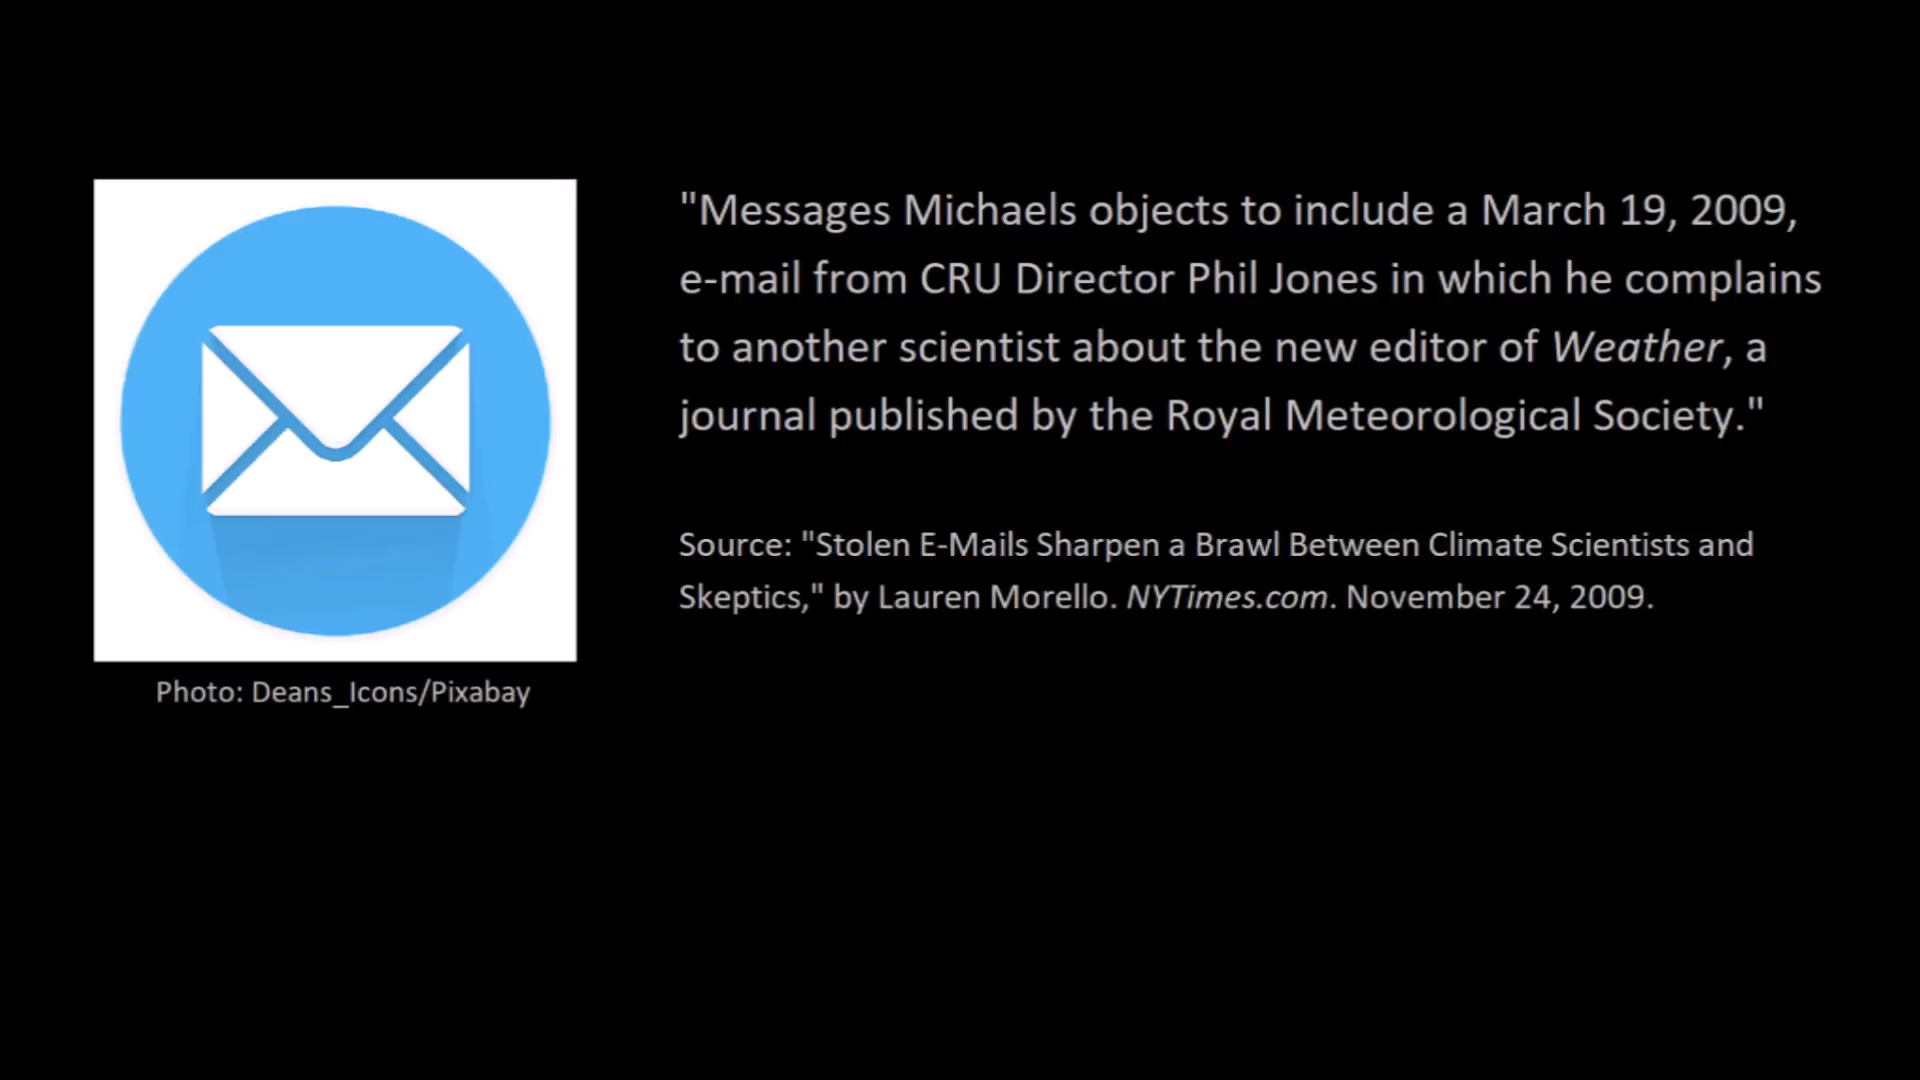 "Messages Michaels objects to include a March 19, 2009,
e-mail from CRU Director Phil Jones in which he complains
to another scientist about the new editor of Weather, a
journal published by the Royal Meteorological Society."
Source: "Stolen E-Mails Sharpen a Brawl Between Climate Scientists and
Skeptics," by Lauren Morello. NYTimes.com. November 24, 2009.
Photo: Deans_Icons/Pixabay